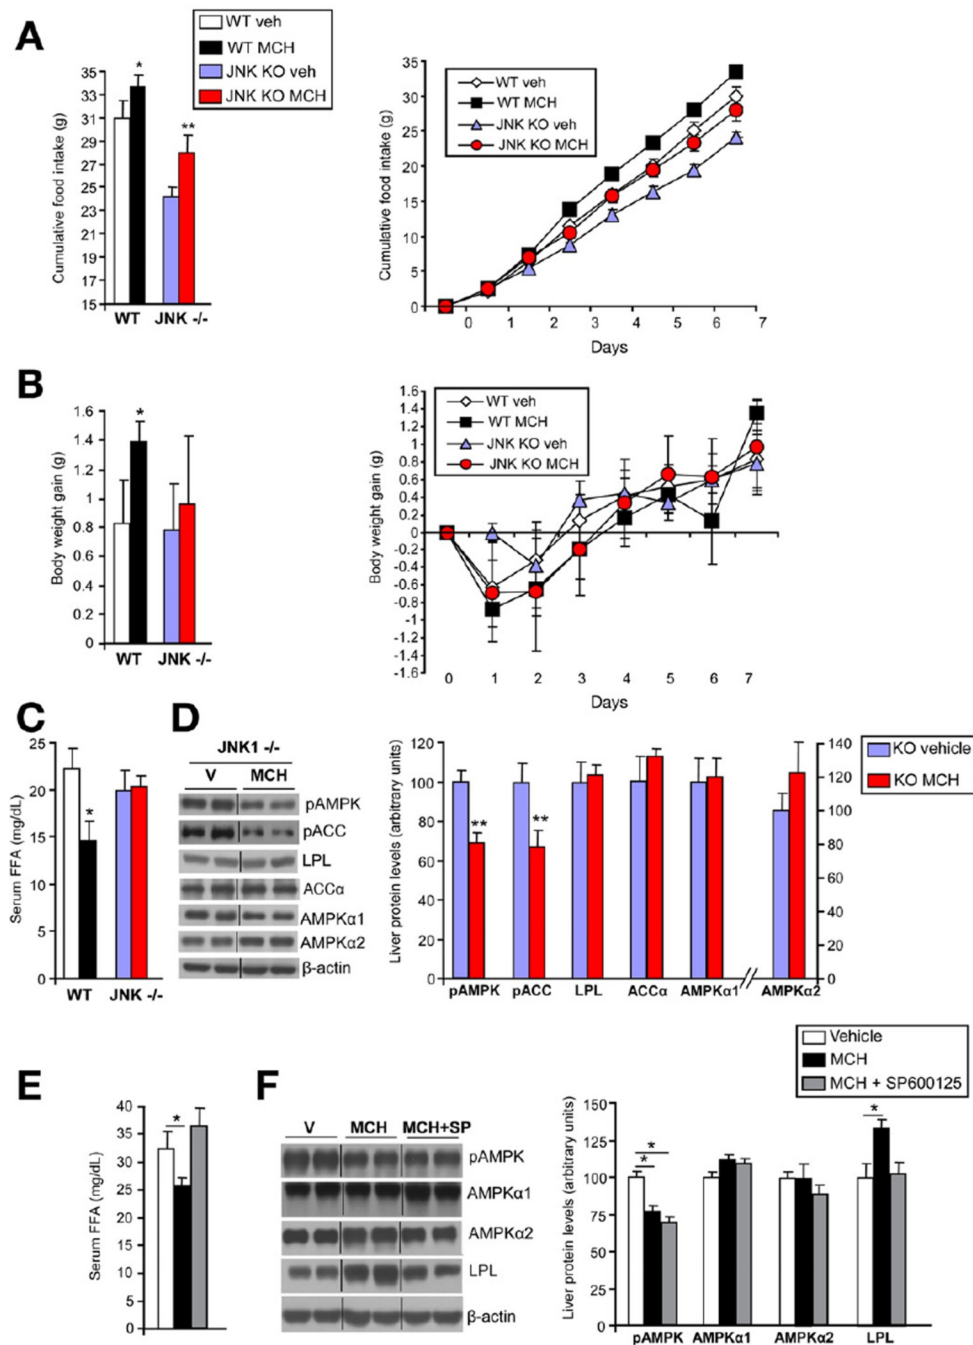 A
WT veh
WT MCH
JNK KO veh
JNK KO MCH
Cumulative food intake (g)
35
33
31
29
27
25
23
21
19
17
15
*
**
WT
JNK -/-
Cumulative food intake (g)
35
30
25
20
15
10
5
0
WT veh
WT MCH
JNK KO veh
JNK KO MCH
0 1 2 3 4 5 6 7
Days
B
Body weight gain (g)
1.6
1.4
1.2
1
0.8
0.6
0.4
0.2
0
*
WT
JNK -/-
Body weight gain (g)
1.6
1.4
1.2
1
0.8
0.6
0.4
0.2
0
-0.2
-0.4
-0.6
-0.8
-1
-1.2
-1.4
-1.6
WT veh
WT MCH
JNK KO veh
JNK KO MCH
0 1 2 3 4 5 6 7
Days
C
Serum FFA (mg/dL)
25
20
15
10
5
0
*
WT
JNK -/-
D
JNK1 -/-
V MCH
pAMPK
pACC
LPL
ACCα
AMPKα1
AMPKα2
β-actin
Liver protein levels (arbitrary units)
120
100
80
60
40
20
0
** **
140
120
100
80
60
40
20
0
KO vehicle
KO MCH
pAMPK pACC LPL ACCα AMPKα1 AMPKα2
E
Serum FFA (mg/dL)
40
35
30
25
20
15
10
5
0
*
F
V MCH MCH+SP
pAMPK
AMPKα1
AMPKα2
LPL
β-actin
Vehicle
MCH
MCH + SP600125
Liver protein levels (arbitrary units)
150
125
100
75
50
25
0
*
*
*
pAMPK AMPKα1 AMPKα2 LPL